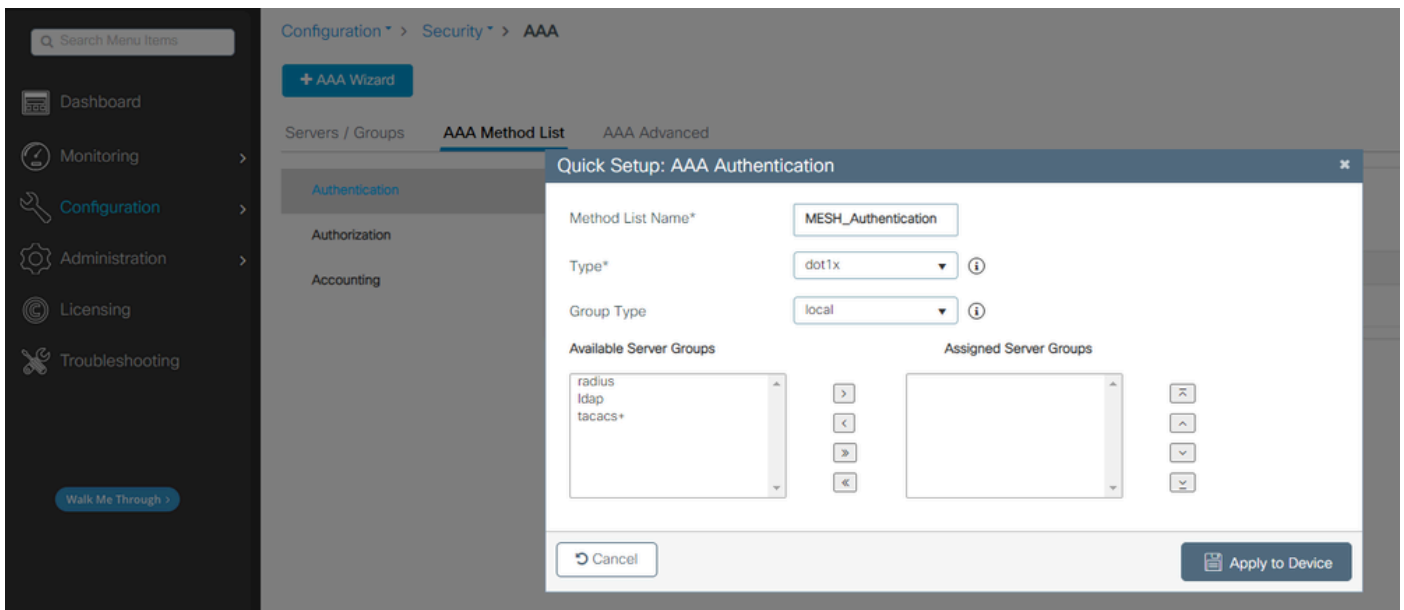 Search Menu Items
Dashboard
Monitoring
Configuration
Administration
Licensing
Troubleshooting
Walk Me Through >
Configuration > Security > AAA
+ AAA Wizard
Servers / Groups AAA Method List AAA Advanced
Authentication
Authorization
Accounting
Quick Setup: AAA Authentication
Method List Name* MESH_Authentication
Type* dot1x
Group Type local
Available Server Groups Assigned Server Groups
radius
ldap
tacacs+
Cancel Apply to Device